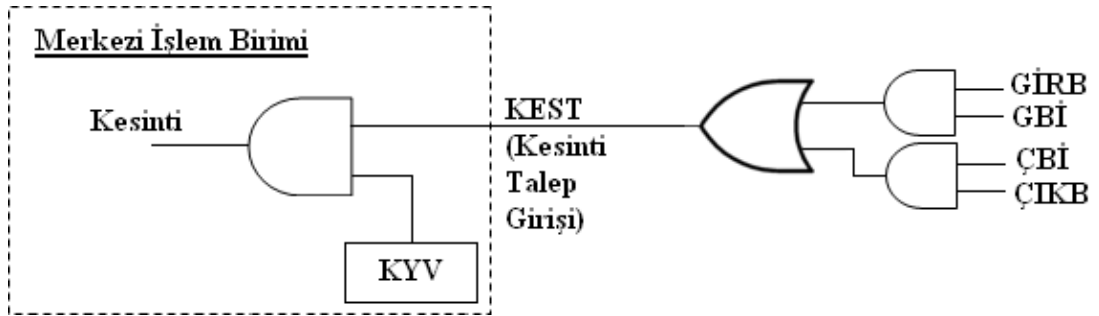 Merkezi İşlem Birimi
Kesinti
KEST
(Kesinti
Talep
Girişi)
KYV
GİRB
GBİ
ÇBİ
ÇIKB